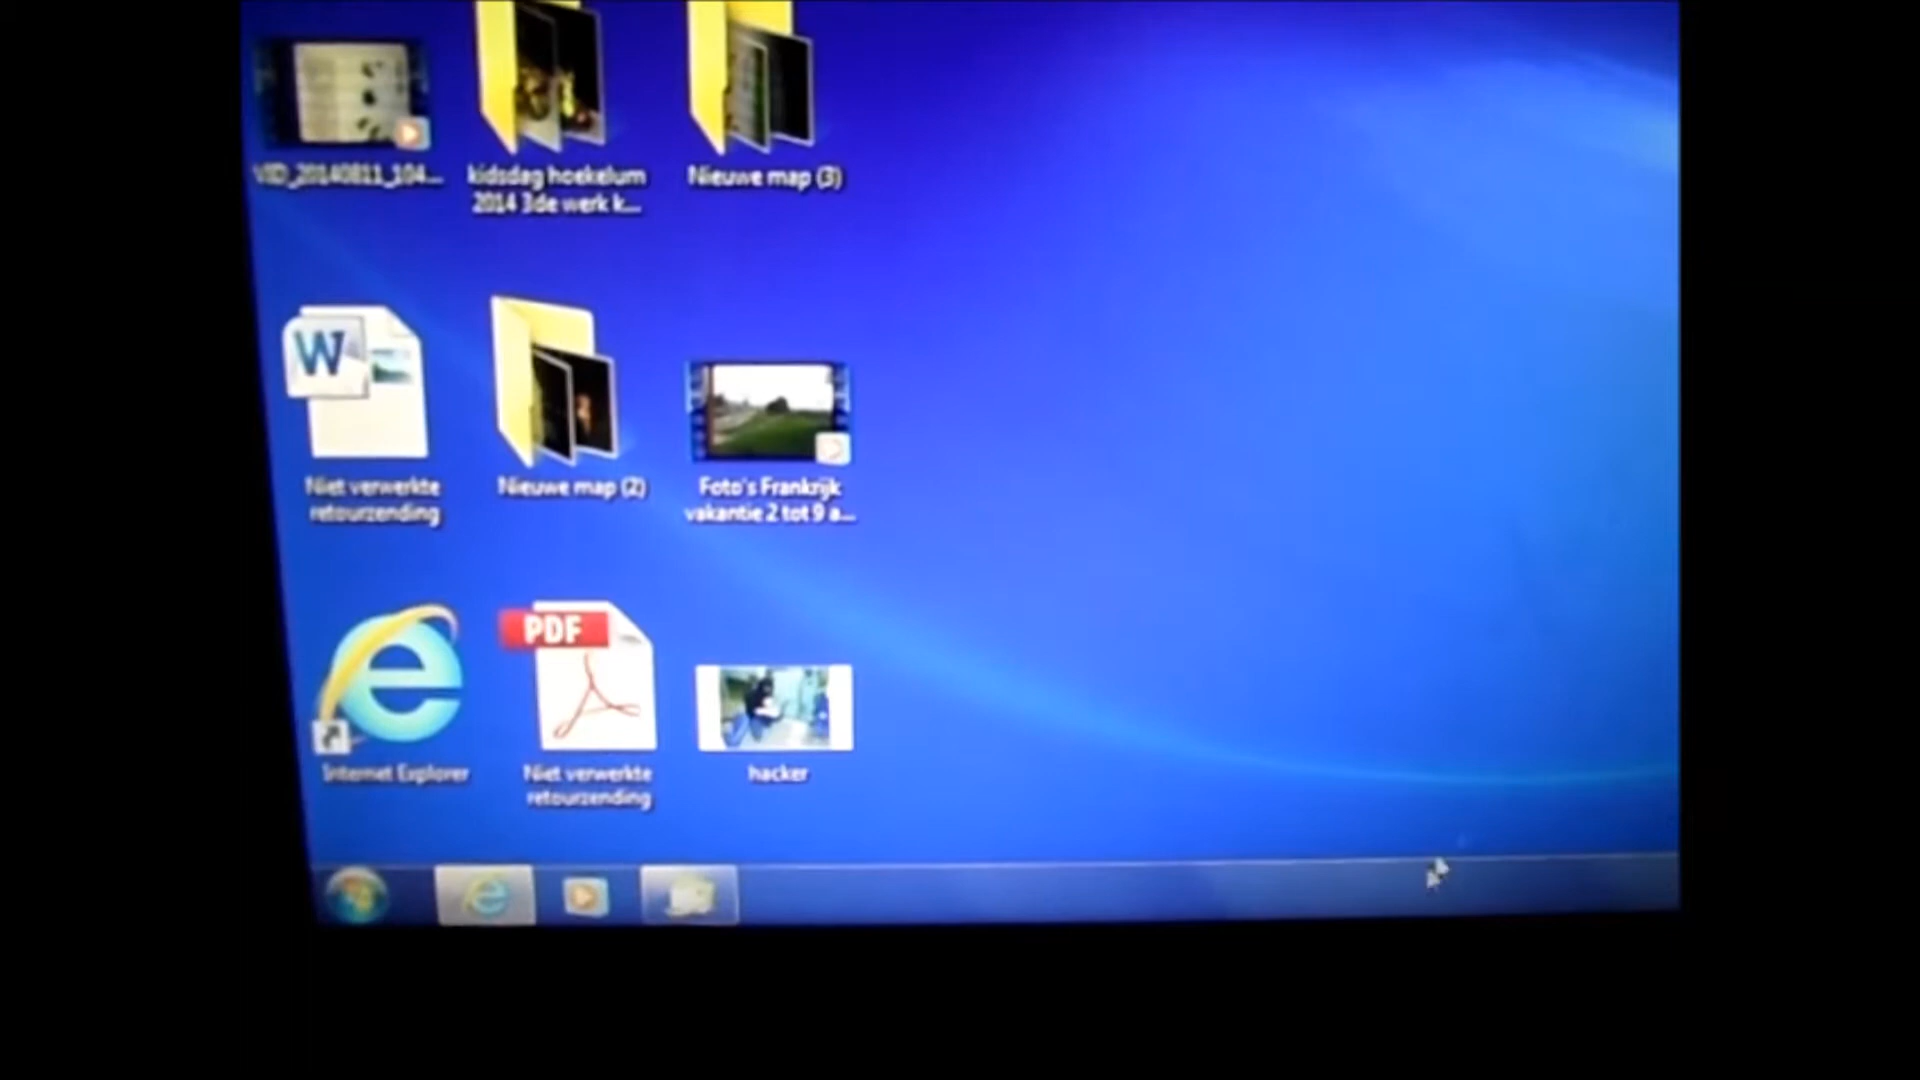 VID_20140811_104...
kidsdag hoekelum
2014 3de werk k...
Nieuwe map (3)
W
Niet verwerkte
retourzending
Nieuwe map (2)
Foto's Frankrijk
vakantie 2 tot 9 a...
PDF
Internet Explorer
Niet verwerkte
retourzending
hacker